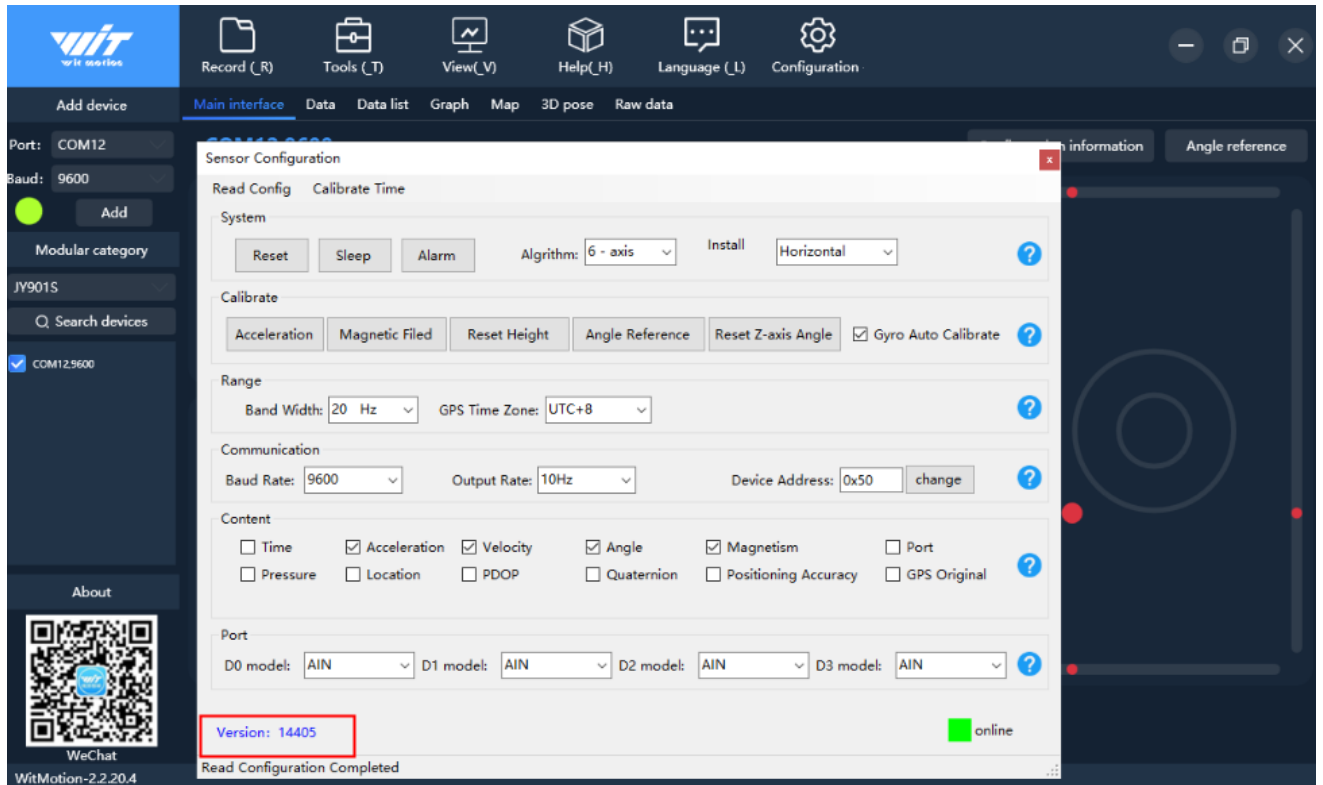 WiT
wit motion
Record (_R)
Tools (_T)
View(_V)
Help(_H)
Language (_L)
Configuration
Add device
Main interface
Data
Data list
Graph
Map
3D pose
Raw data
Port:
COM12
Baud:
9600
Add
information
Angle reference
Modular category
JY901S
Search devices
COM12,9600
Sensor Configuration
x
Read Config
Calibrate Time
System
Reset
Sleep
Alarm
Algrithm:
6 - axis
Install
Horizontal
?
Calibrate
Acceleration
Magnetic Filed
Reset Height
Angle Reference
Reset Z-axis Angle
Gyro Auto Calibrate
?
Range
Band Width:
20 Hz
GPS Time Zone:
UTC+8
?
Communication
Baud Rate:
9600
Output Rate:
10Hz
Device Address:
0x50
change
?
Content
Time
Acceleration
Velocity
Angle
Magnetism
Port
Pressure
Location
PDOP
Quaternion
Positioning Accuracy
GPS Original
?
Port
D0 model:
AIN
D1 model:
AIN
D2 model:
AIN
D3 model:
AIN
?
Version: 14405
online
Read Configuration Completed
About
WeChat
WitMotion-2.2.20.4